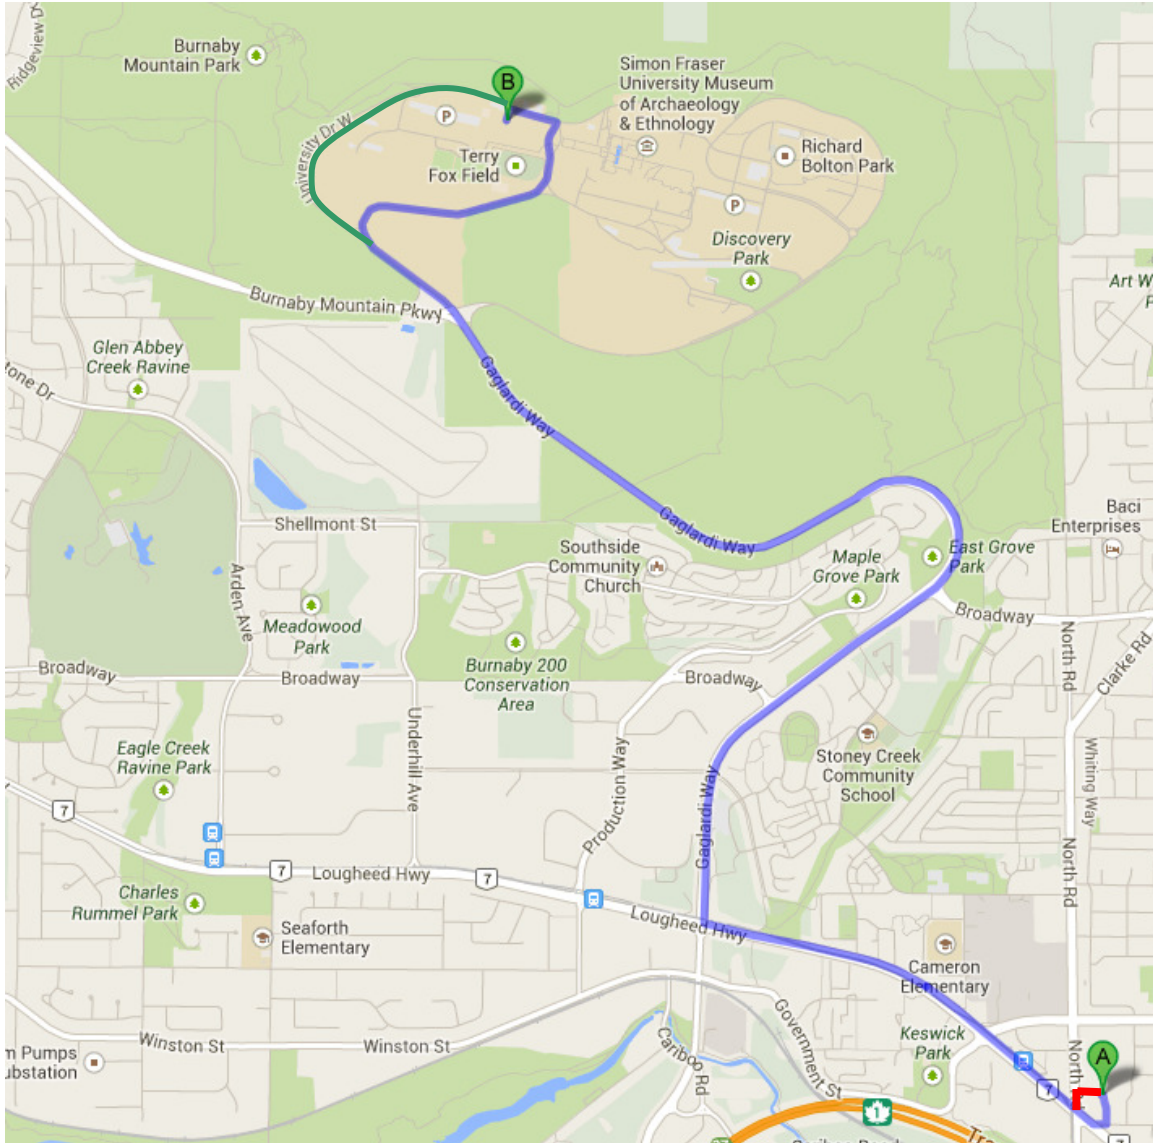 Ridgeview Dr
Burnaby
Mountain Park
B
Simon Fraser
University Museum
of Archaeology
& Ethnology
P
University Dr W
Terry
Fox Field
Richard
Bolton Park
P
Discovery
Park
Burnaby Mountain Pkwy
Art W
Glen Abbey
Creek Ravine
tone Dr
Gaglardi Way
Shellmont St
Gaglardi Way
Baci
Enterprises
Southside
Community
Church
Maple
Grove Park
East Grove
Park
Arden Ave
Meadowood
Park
Broadway
North Rd
Clarke Rd
Broadway
Broadway
Burnaby 200
Conservation
Area
Broadway
Underhill Ave
Eagle Creek
Ravine Park
Production Way
Gaglardi Way
Stoney Creek
Community
School
Whiting Way
7
North Rd
7
Lougheed Hwy
7
Charles
Rummel Park
Lougheed Hwy
Seaforth
Elementary
Cameron
Elementary
Winston St
Winston St
Cariboo Rd
Government St
Keswick
Park
North
A
m Pumps
ubstation
7
1
Tra
7